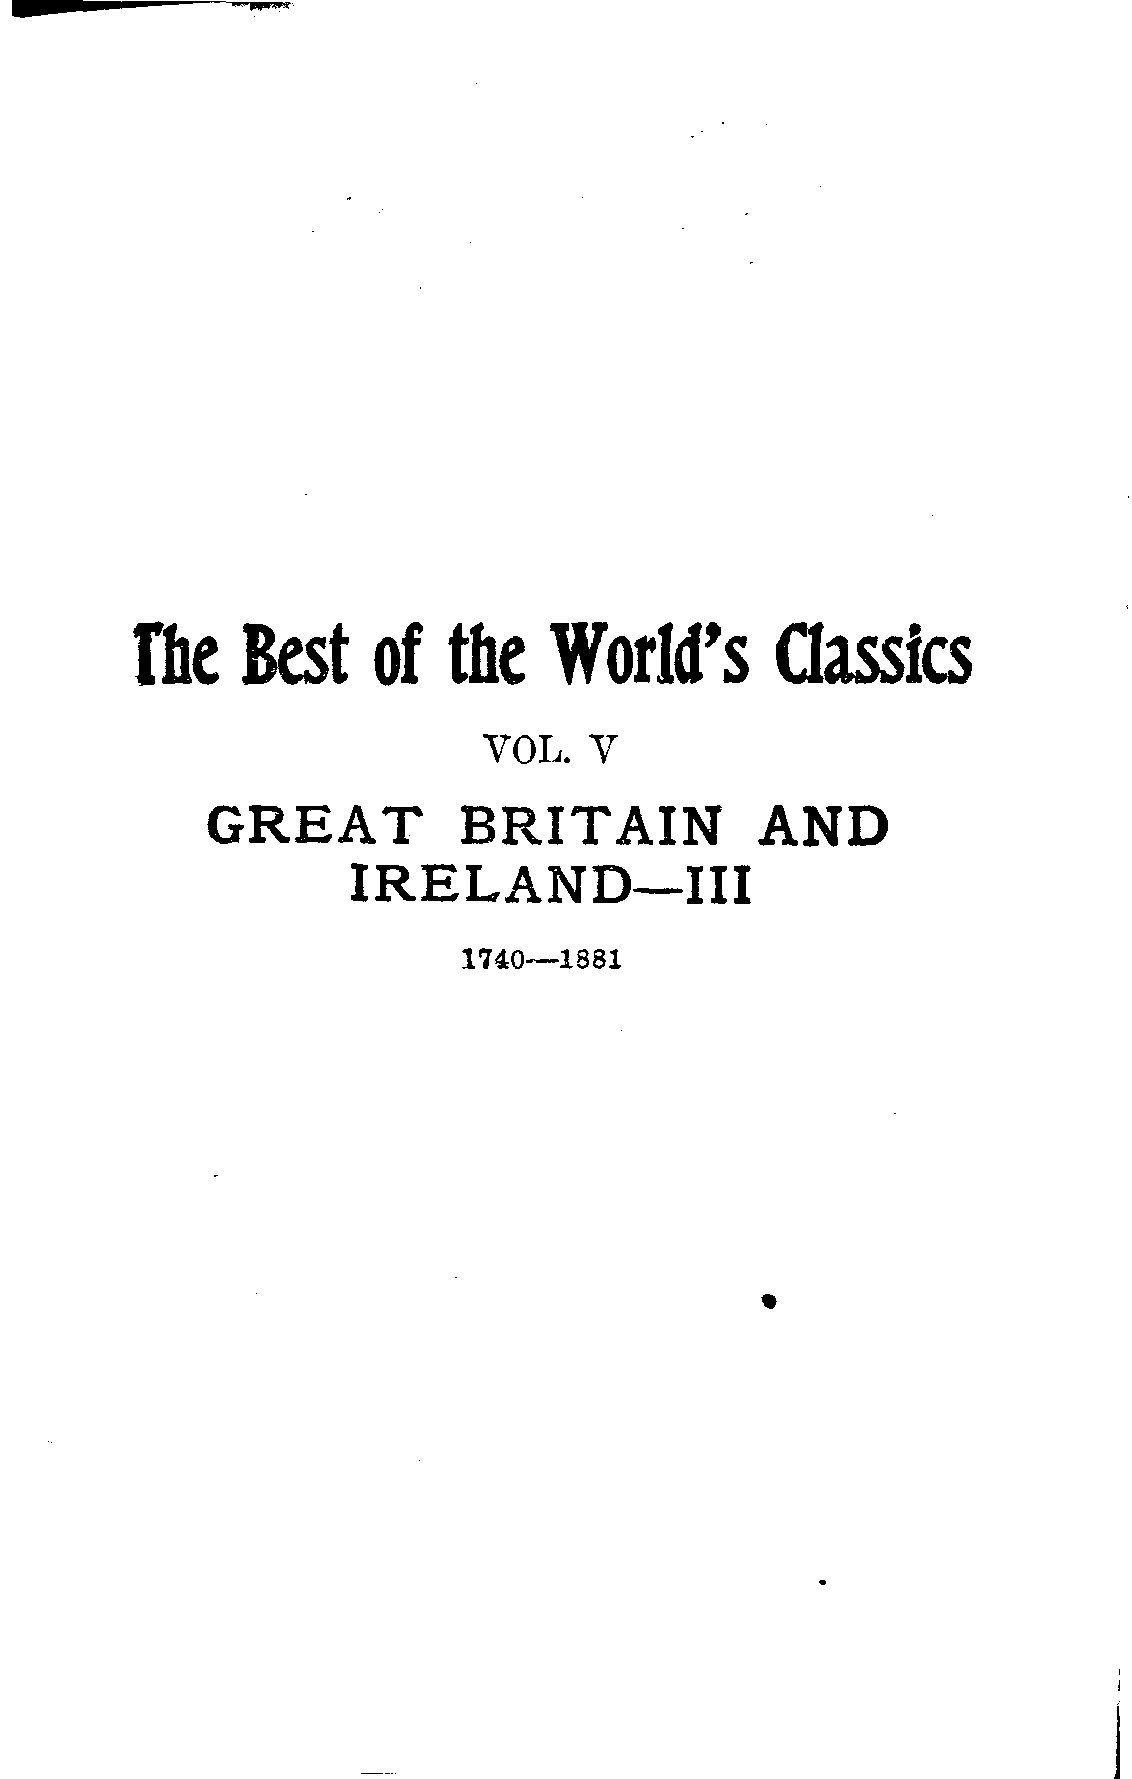 The Best of the World's Classics
VOL. V
GREAT BRITAIN AND
IRELAND—III
1740—1881